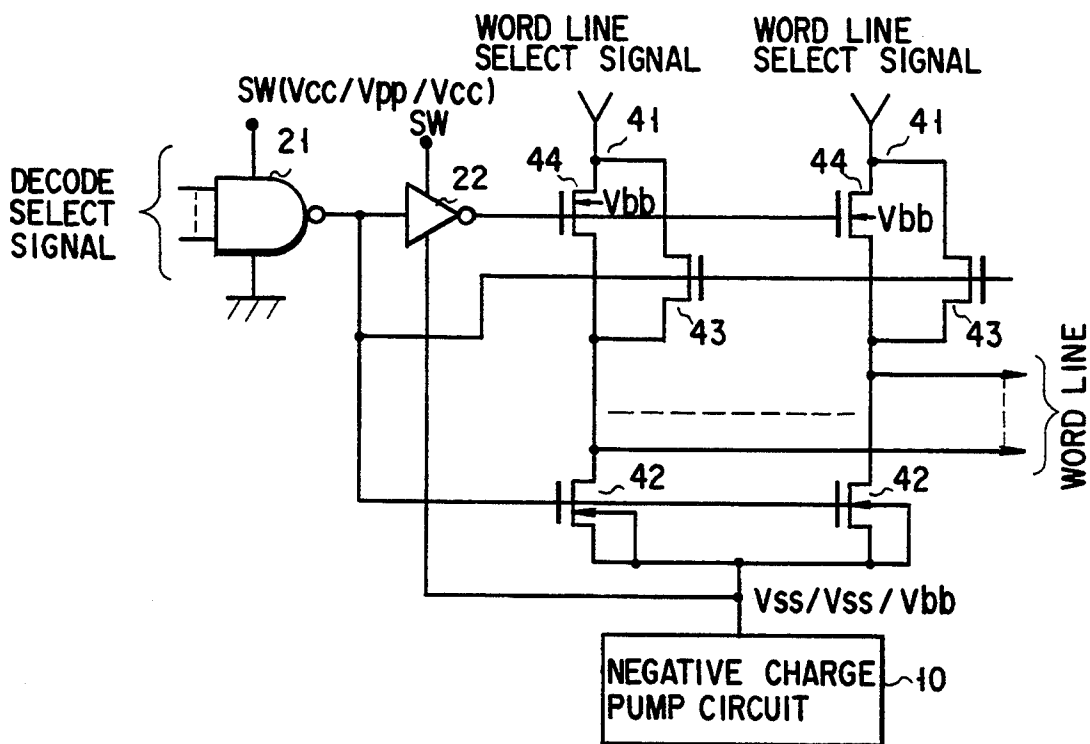 WORD LINE
SELECT SIGNAL
WORD LINE
SELECT SIGNAL
SW(Vcc/Vpp/Vcc)
SW
21
22
41
41
44
44
Vbb
Vbb
DECODE
SELECT
SIGNAL
43
43
WORD LINE
42
42
Vss/Vss/Vbb
NEGATIVE CHARGE
PUMP CIRCUIT
10